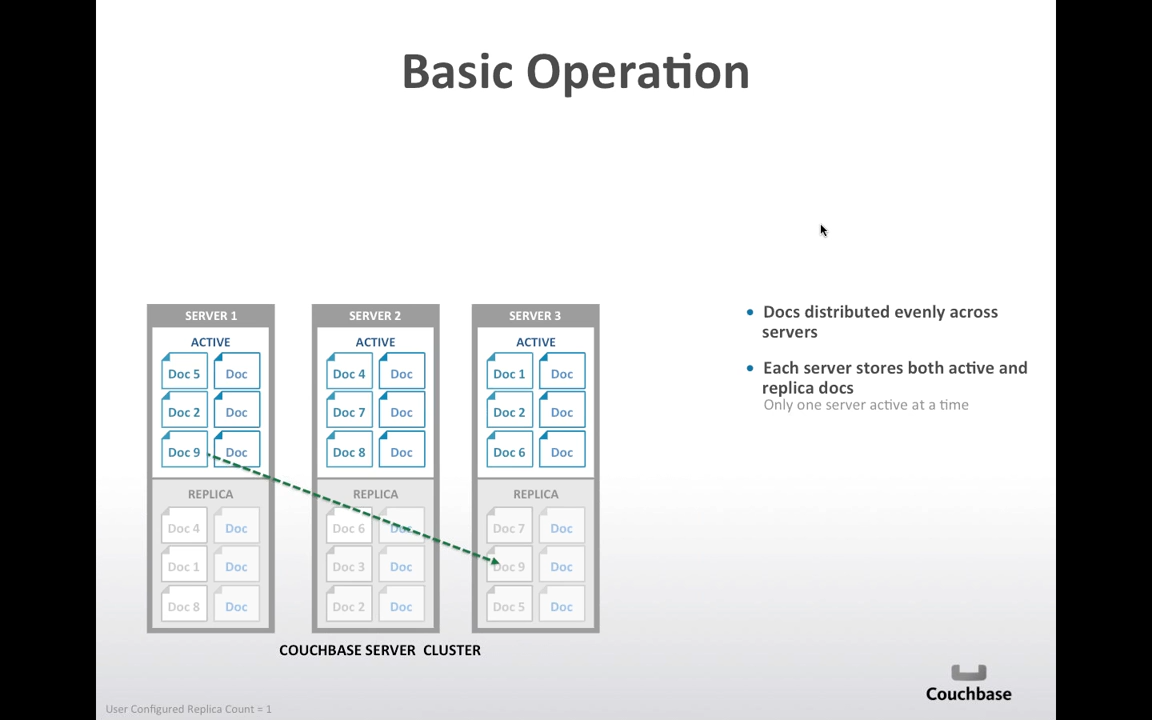 Basic Operation
SERVER 1
ACTIVE
Doc 5 Doc
Doc 2 Doc
Doc 9 Doc
REPLICA
Doc 4 Doc
Doc 1 Doc
Doc 8 Doc
SERVER 2
ACTIVE
Doc 4 Doc
Doc 7 Doc
Doc 8 Doc
REPLICA
Doc 6 Doc
Doc 3 Doc
Doc 2 Doc
SERVER 3
ACTIVE
Doc 1 Doc
Doc 2 Doc
Doc 6 Doc
REPLICA
Doc 7 Doc
Doc 9 Doc
Doc 5 Doc
COUCHBASE SERVER CLUSTER
• Docs distributed evenly across
servers
• Each server stores both active and
replica docs
Only one server active at a time
User Configured Replica Count = 1
Couchbase